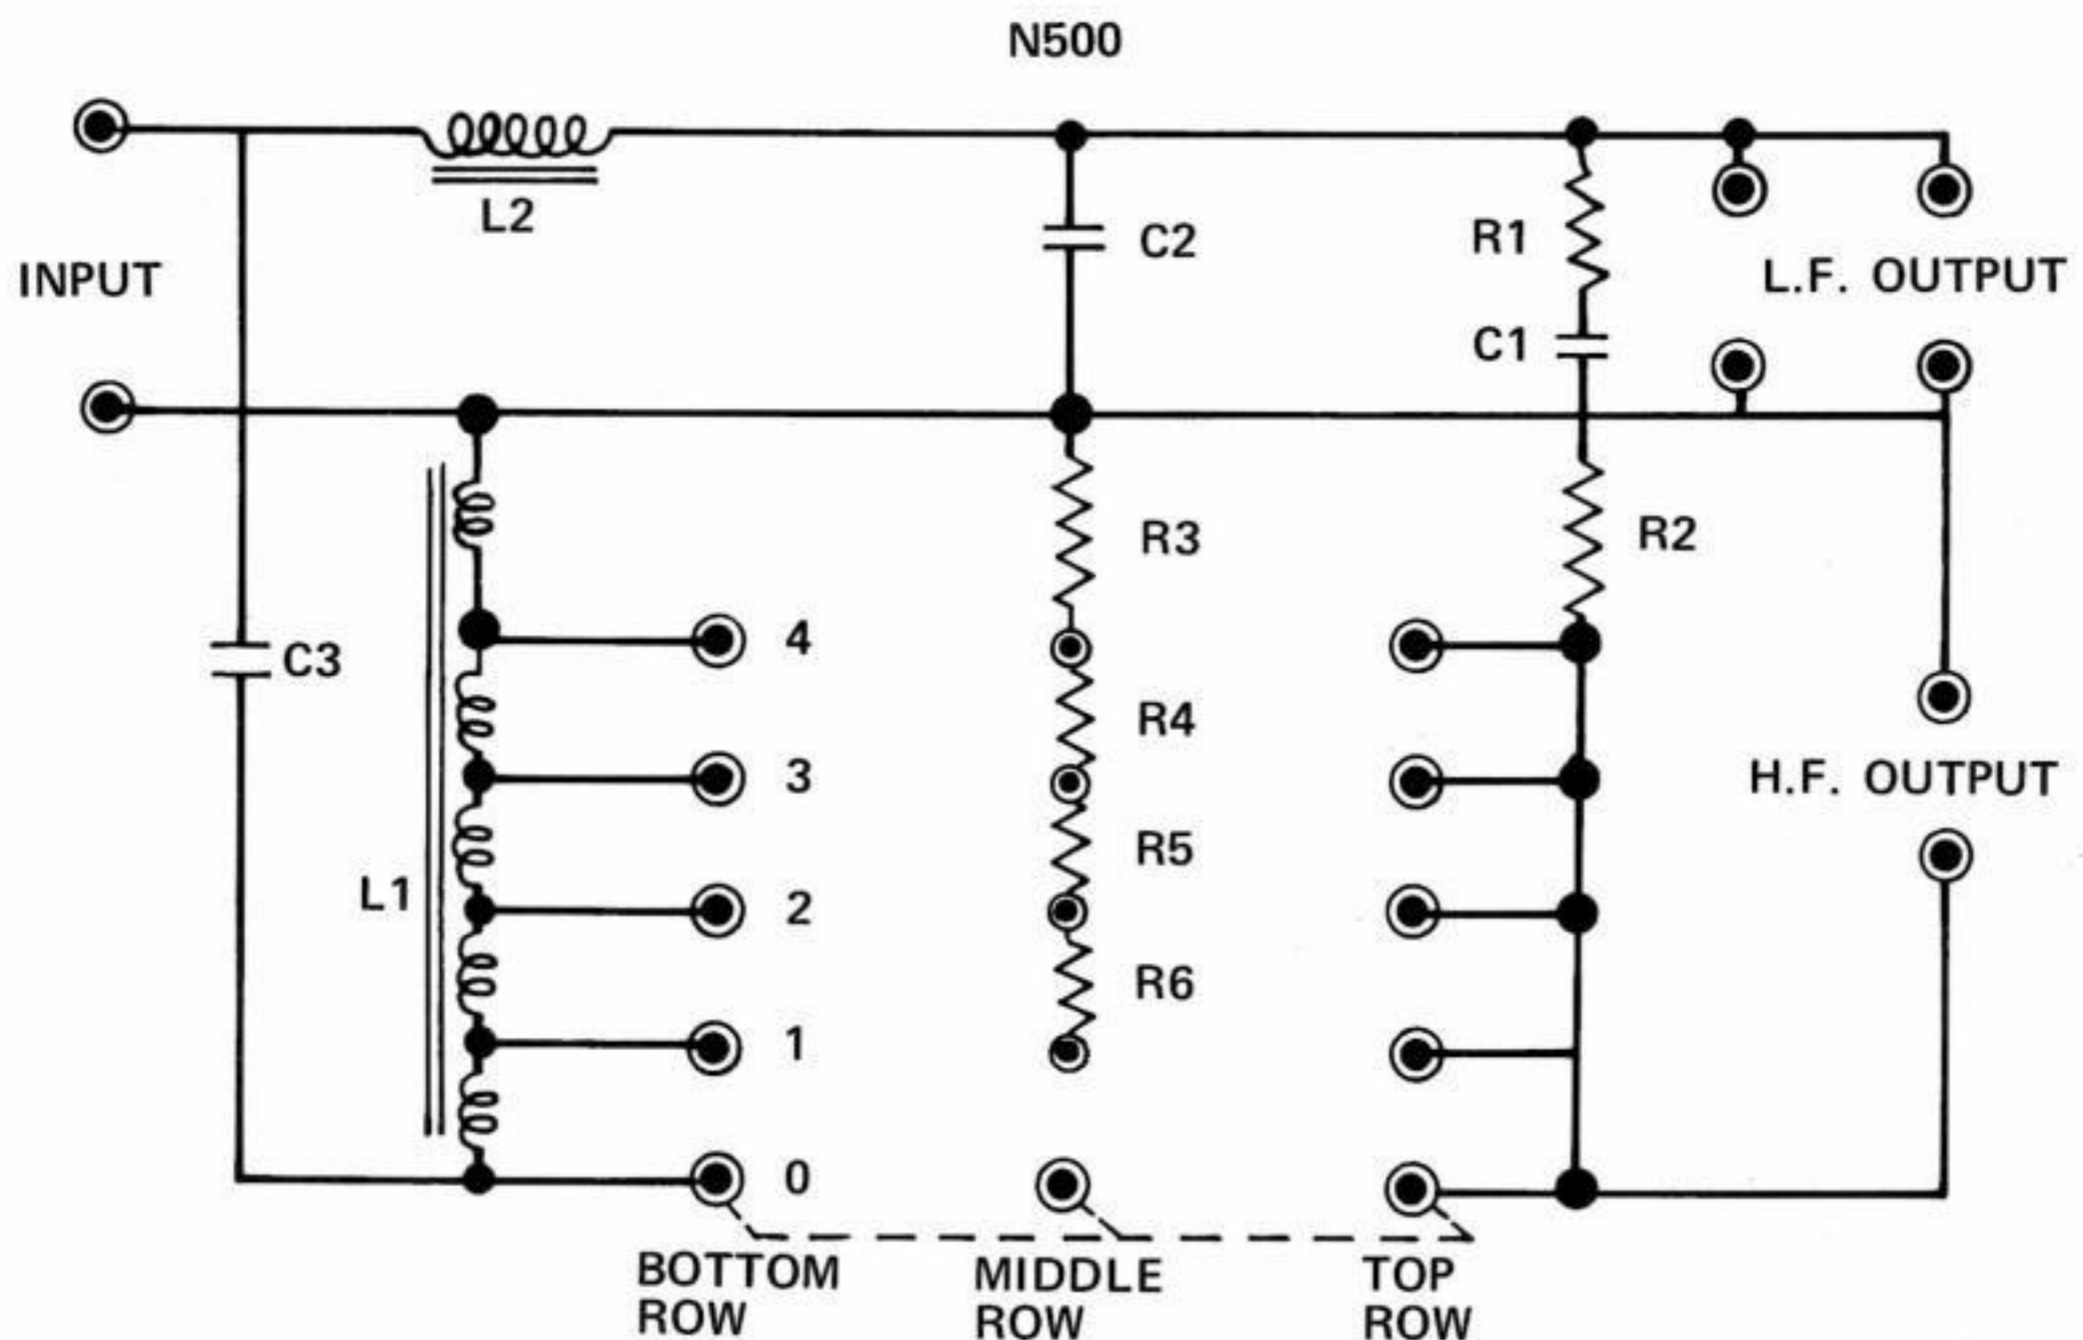 N500
L2
C2
R1
INPUT
L.F. OUTPUT
C1
R3
R2
4
C3
R4
3
H.F. OUTPUT
R5
L1
2
R6
1
0
BOTTOM ROW
MIDDLE ROW
TOP ROW